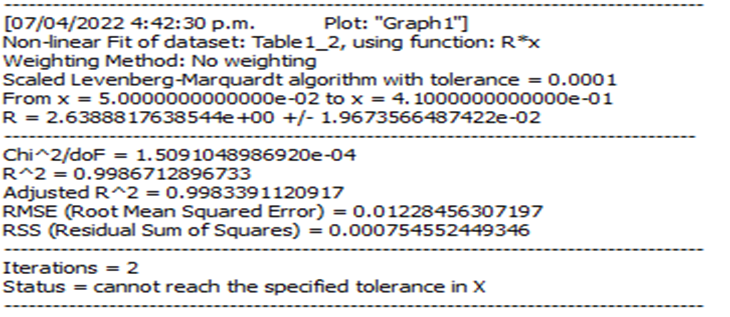 [07/04/2022 4:42:30 p.m. Plot: "Graph1"]
Non-linear Fit of dataset: Table1_2, using function: R*x
Weighting Method: No weighting
Scaled Levenberg-Marquardt algorithm with tolerance = 0.0001
From x = 5.0000000000000e-02 to x = 4.1000000000000e-01
R = 2.6388817638544e+00 +/- 1.9673566487422e-02
Chi^2/doF = 1.5091048986920e-04
R^2 = 0.9986712896733
Adjusted R^2 = 0.9983391120917
RMSE (Root Mean Squared Error) = 0.01228456307197
RSS (Residual Sum of Squares) = 0.000754552449346
Iterations = 2
Status = cannot reach the specified tolerance in X